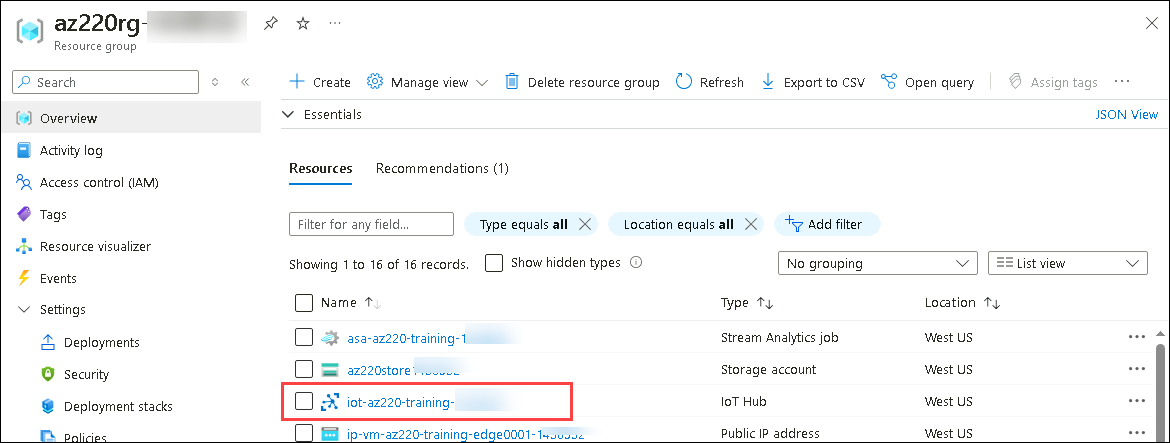 az220rg-
Resource group
Search
Create
Manage view
Delete resource group
Refresh
Export to CSV
Open query
Assign tags
Essentials
JSON View
Overview
Activity log
Access control (IAM)
Tags
Resource visualizer
Events
Settings
Deployments
Security
Deployment stacks
Policies
Resources
Recommendations (1)
Filter for any field...
Type equals all
Location equals all
Add filter
Showing 1 to 16 of 16 records.
Show hidden types
No grouping
List view
Name
Type
Location
asa-az220-training-1
Stream Analytics job
West US
az220store
Storage account
West US
iot-az220-training-
IoT Hub
West US
ip-vm-az220-training-edge0001-
Public IP address
West US